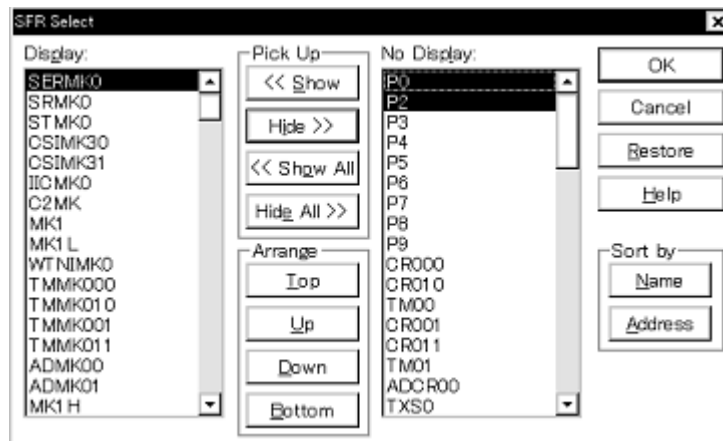 SFR Select
Display:
SERMK0
SRMK0
STMK0
CSIMK30
CSIMK31
IICMK0
C2MK
MK1
MK1L
WTNIMK0
TMMK000
TMMK010
TMMK001
TMMK011
ADMK00
ADMK01
MK1H
Pick Up
<< Show
Hide >>
<< Show All
Hide All >>
Arrange
Top
Up
Down
Bottom
No Display:
P0
P2
P3
P4
P5
P6
P7
P8
P9
CR000
CR010
TM00
CR001
CR011
TM01
ADCR00
TXS0
OK
Cancel
Restore
Help
Sort by
Name
Address